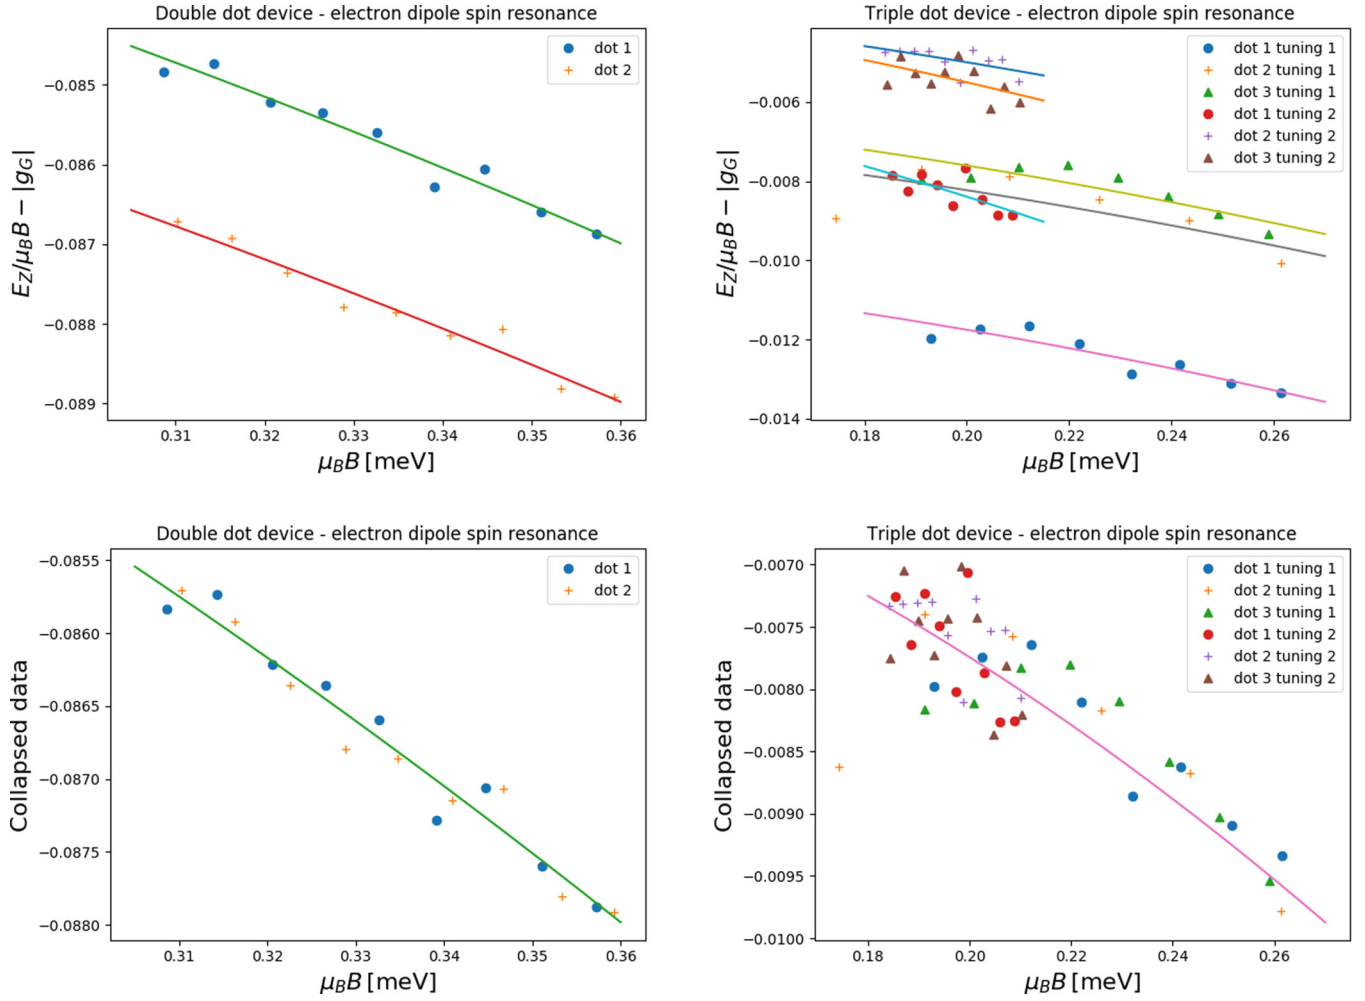 Double dot device - electron dipole spin resonance
dot 1
dot 2
−0.085
−0.086
−0.087
−0.088
−0.089
E_Z/μ_BB − |g_G|
0.31 0.32 0.33 0.34 0.35 0.36
μ_BB [meV]
Triple dot device - electron dipole spin resonance
dot 1 tuning 1
dot 2 tuning 1
dot 3 tuning 1
dot 1 tuning 2
dot 2 tuning 2
dot 3 tuning 2
−0.006
−0.008
−0.010
−0.012
−0.014
E_Z/μ_BB − |g_G|
0.18 0.20 0.22 0.24 0.26
μ_BB [meV]
Double dot device - electron dipole spin resonance
dot 1
dot 2
−0.0855
−0.0860
−0.0865
−0.0870
−0.0875
−0.0880
Collapsed data
0.31 0.32 0.33 0.34 0.35 0.36
μ_BB [meV]
Triple dot device - electron dipole spin resonance
dot 1 tuning 1
dot 2 tuning 1
dot 3 tuning 1
dot 1 tuning 2
dot 2 tuning 2
dot 3 tuning 2
−0.0070
−0.0075
−0.0080
−0.0085
−0.0090
−0.0095
−0.0100
Collapsed data
0.18 0.20 0.22 0.24 0.26
μ_BB [meV]